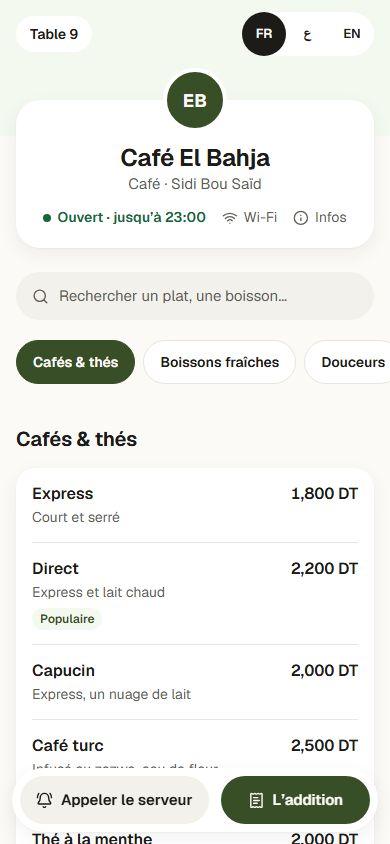 Table 9
FR ع EN
EB
Café El Bahja
Café · Sidi Bou Saïd
Ouvert · jusqu'à 23:00 Wi-Fi Infos
Rechercher un plat, une boisson…
Cafés & thés Boissons fraîches Douceurs
Cafés & thés
Express 1,800 DT
Court et serré
Direct 2,200 DT
Express et lait chaud
Populaire
Capucin 2,000 DT
Express, un nuage de lait
Café turc 2,500 DT
Appeler le serveur L'addition
Thé à la menthe 2,000 DT